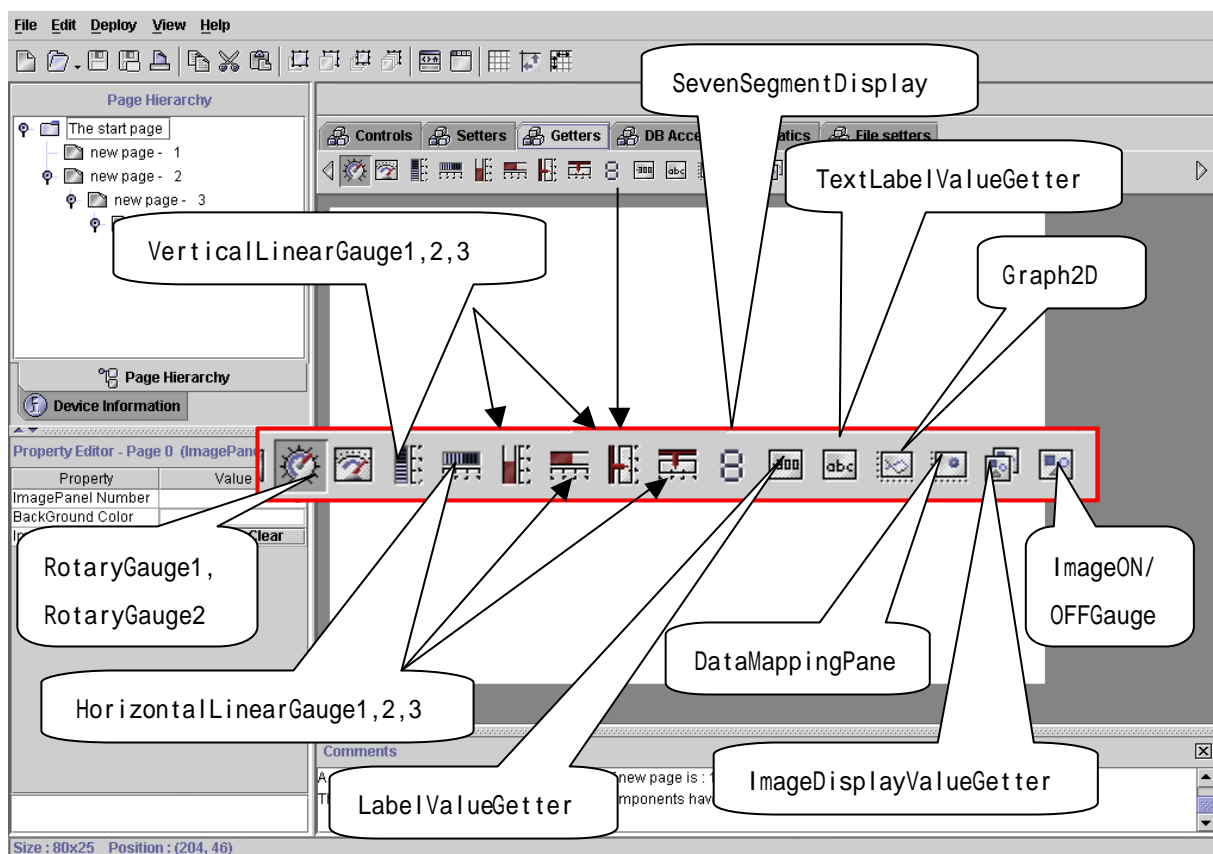 File Edit Deploy View Help
Page Hierarchy
The start page
new page - 1
new page - 2
new page - 3
Controls Setters Getters DB Acce atics File setters
SevenSegmentDisplay
TextLabelValueGetter
VerticalLinearGauge1,2,3
Graph2D
Page Hierarchy
Device Information
Property Editor - Page 0 (ImagePan
Property Value
ImagePanel Number
BackGround Color
Clear
8 300 abc
RotaryGauge1,
RotaryGauge2
ImageON/
OFFGauge
DataMappingPane
HorizontalLinearGauge1,2,3
Comments
new page is : 1
mponents hav
LabelValueGetter
ImageDisplayValueGetter
Size : 80x25 Position : (204, 46)